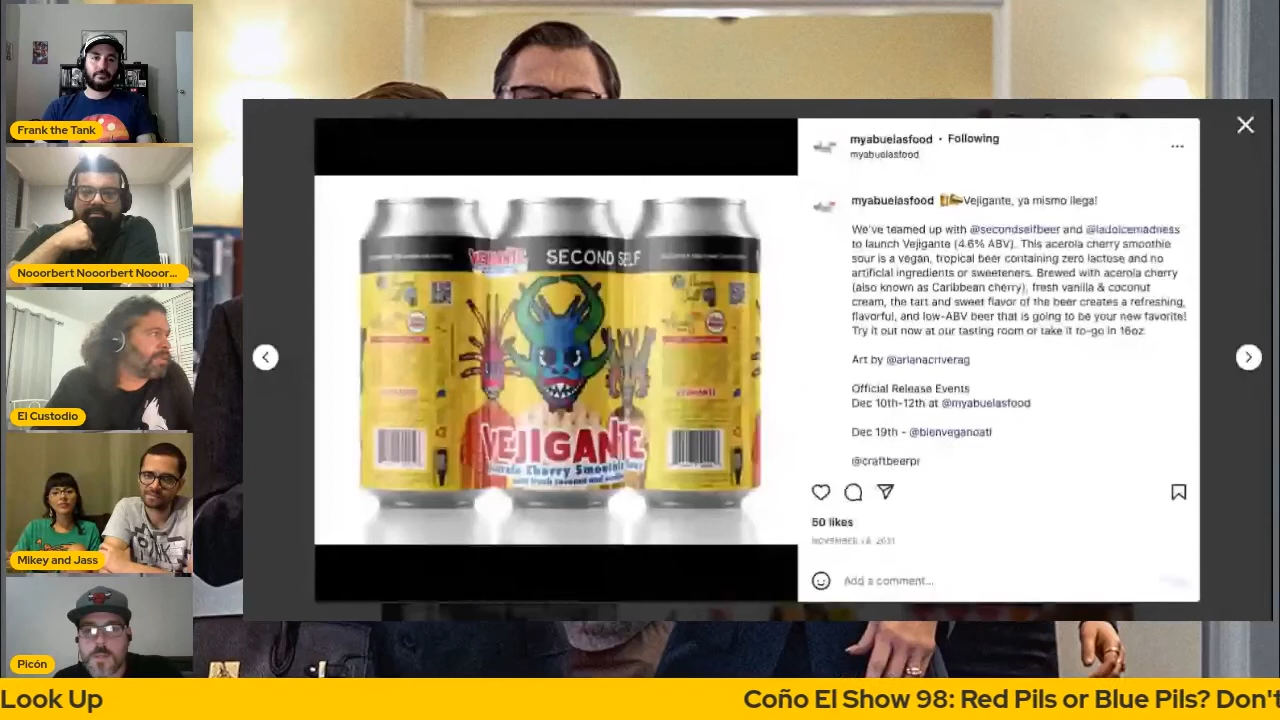 Frank the Tank
Nooorbert Nooorbert Nooor...
El Custodio
Mikey and Jass
Picón
VEJIGANTE
SECOND SELF
VEJIGANTE
myabuelasfood • Following
myabuelasfood
...
myabuelasfood Vejigante, ya mismo llega!
We've teamed up with @secondselfbeer and @ladolcemadness
to launch Vejigante (4.6% ABV). This acerola cherry smoothie
sour is a vegan, tropical beer containing zero lactose and no
artificial ingredients or sweeteners. Brewed with acerola cherry
(also known as Caribbean cherry), fresh vanilla & coconut
cream, the tart and sweet flavor of the beer creates a refreshing,
flavorful, and low-ABV beer that is going to be your new favorite!
Try it out now at our tasting room or take it to-go in 16oz
Art by @arianacriverag
Official Release Events
Dec 10th-12th at @myabuelasfood
Dec 19th - @bienveganoatl
@craftbeerpr
50 likes
Add a comment...
Look Up
Coño El Show 98: Red Pils or Blue Pils? Don't